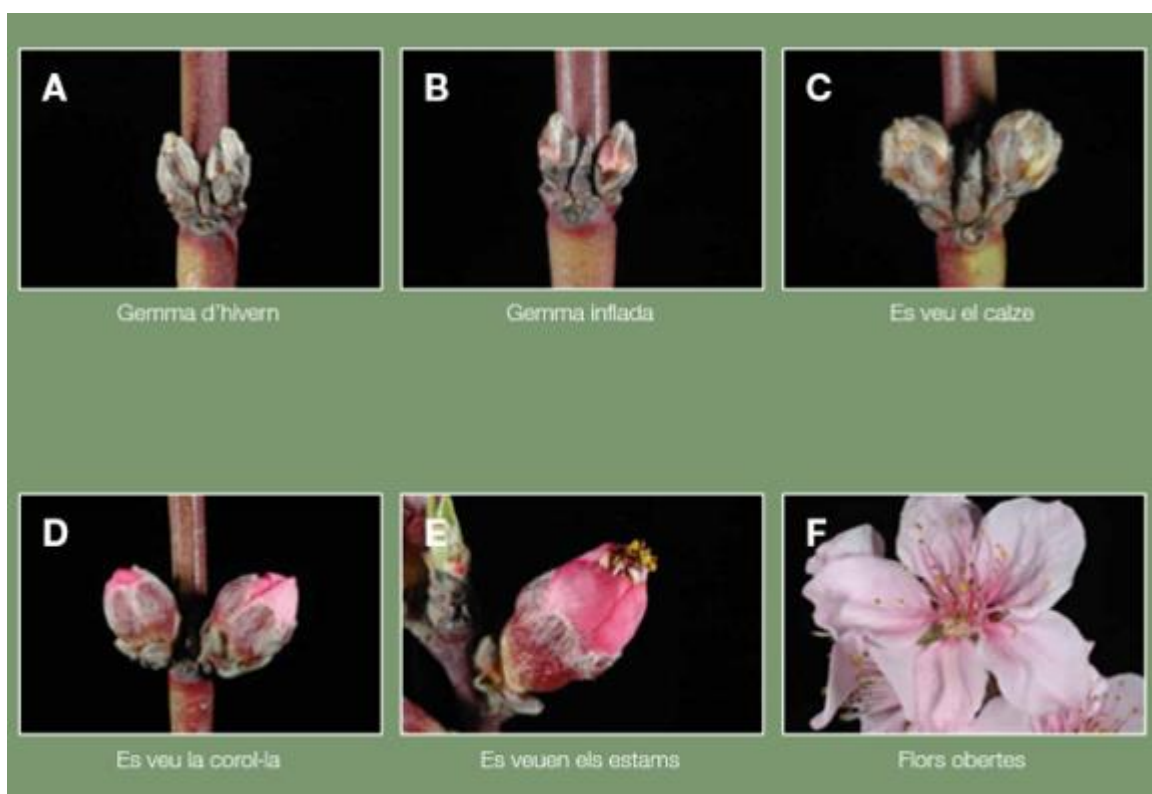 A
B
C
Gemma d'hivern
Gemma inflada
Es veu el calze
D
E
F
Es veu la corol·la
Es veuen els estams
Flors obertes